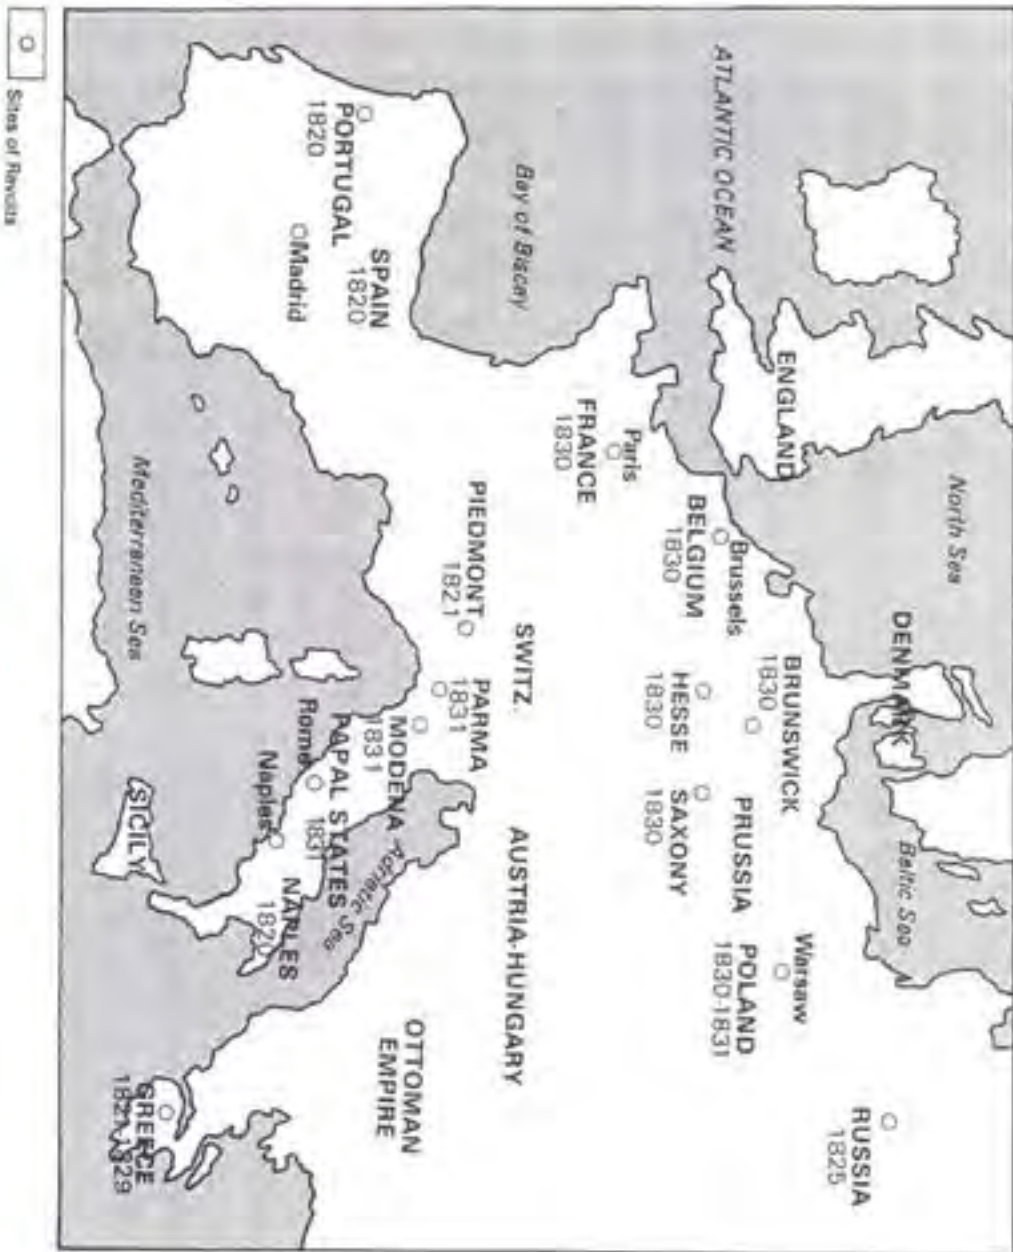 ATLANTIC OCEAN
North Sea
ENGLAND
DENMARK
Baltic Sea
RUSSIA
1825
Bay of Biscay
Paris
FRANCE
1830
Brussels
BELGIUM
1830
BRUNSWICK
1830
HESSE
1830
SAXONY
1830
PRUSSIA
Warsaw
POLAND
1830-1831
PORTUGAL
1820
SPAIN
1820
Madrid
PIEDMONT
1821
SWITZ.
PARMA
1831
MODENA
1831
AUSTRIA-HUNGARY
OTTOMAN
EMPIRE
Adriatic Sea
PAPAL STATES
1831
Rome
Naples
NAPLES
1820
SICILY
Mediterranean Sea
GREECE
1821-1829
Sites of Revolts